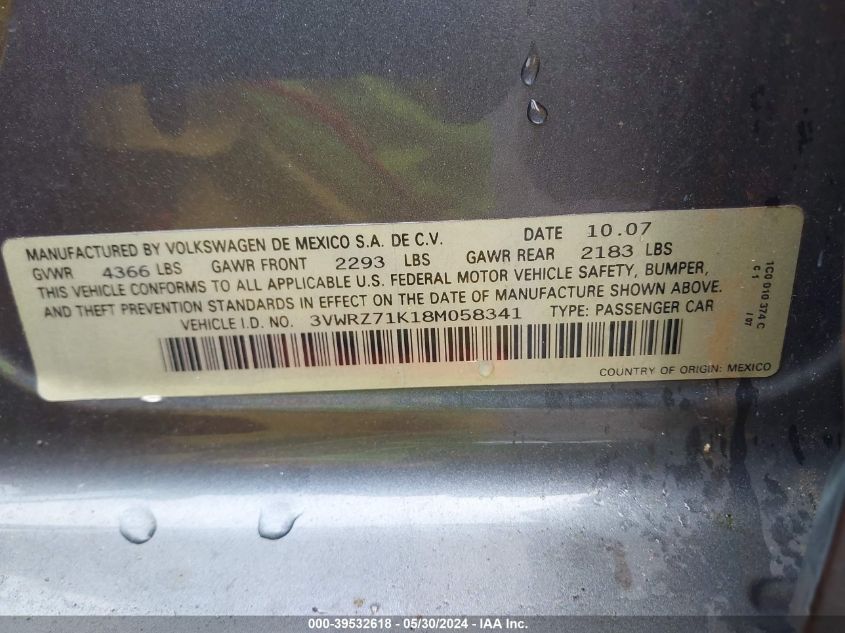 MANUFACTURED BY VOLKSWAGEN DE MEXICO S.A. DE C.V. DATE 10.07
GVWR 4366 LBS GAWR FRONT 2293 LBS GAWR REAR 2183 LBS
THIS VEHICLE CONFORMS TO ALL APPLICABLE U.S. FEDERAL MOTOR VEHICLE SAFETY, BUMPER,
AND THEFT PREVENTION STANDARDS IN EFFECT ON THE DATE OF MANUFACTURE SHOWN ABOVE.
VEHICLE I.D. NO. 3VWRZ71K18M058341 TYPE: PASSENGER CAR
COUNTRY OF ORIGIN: MEXICO
1C0 010 374 C
C 1 / 07
000-39532618 - 05/30/2024 - IAA Inc.